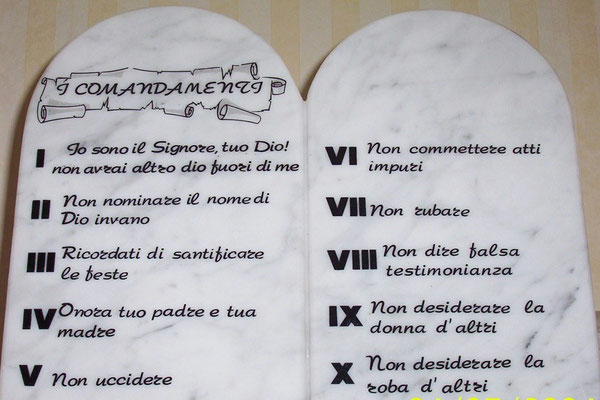 I COMANDAMENTI
I Io sono il Signore, tuo Dio!
non avrai altro dio fuori di me
II Non nominare il nome di
Dio invano
III Ricordati di santificare
le feste
IV Onora tuo padre e tua
madre
V Non uccidere
VI Non commettere atti
impuri
VII Non rubare
VIII Non dire falsa
testimonianza
IX Non desiderare la
donna d'altri
X Non desiderare la
roba d'altri